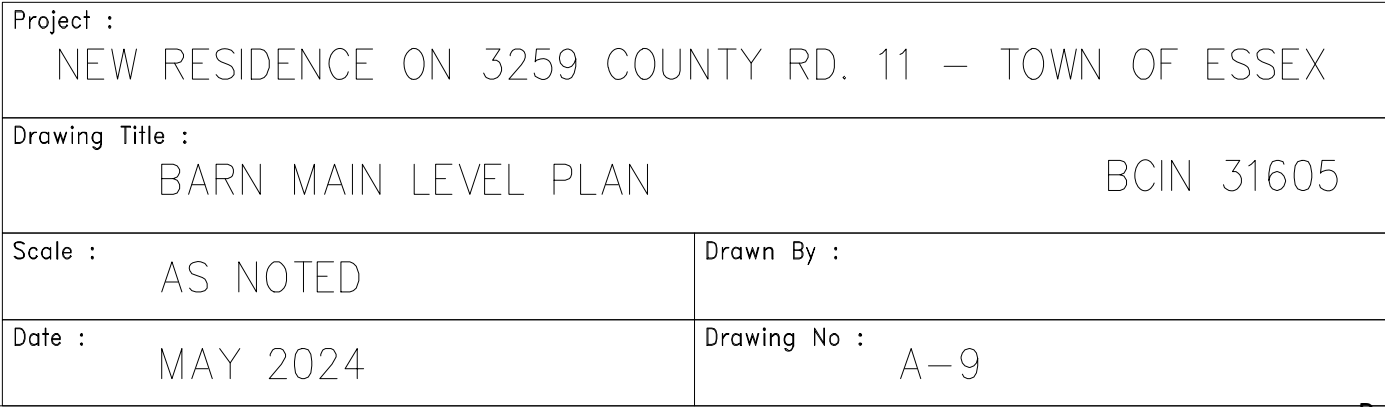 Project :
NEW RESIDENCE ON 3259 COUNTY RD. 11 – TOWN OF ESSEX
Drawing Title :
BARN MAIN LEVEL PLAN BCIN 31605
Scale :
AS NOTED
Drawn By :
Date :
MAY 2024
Drawing No :
A–9